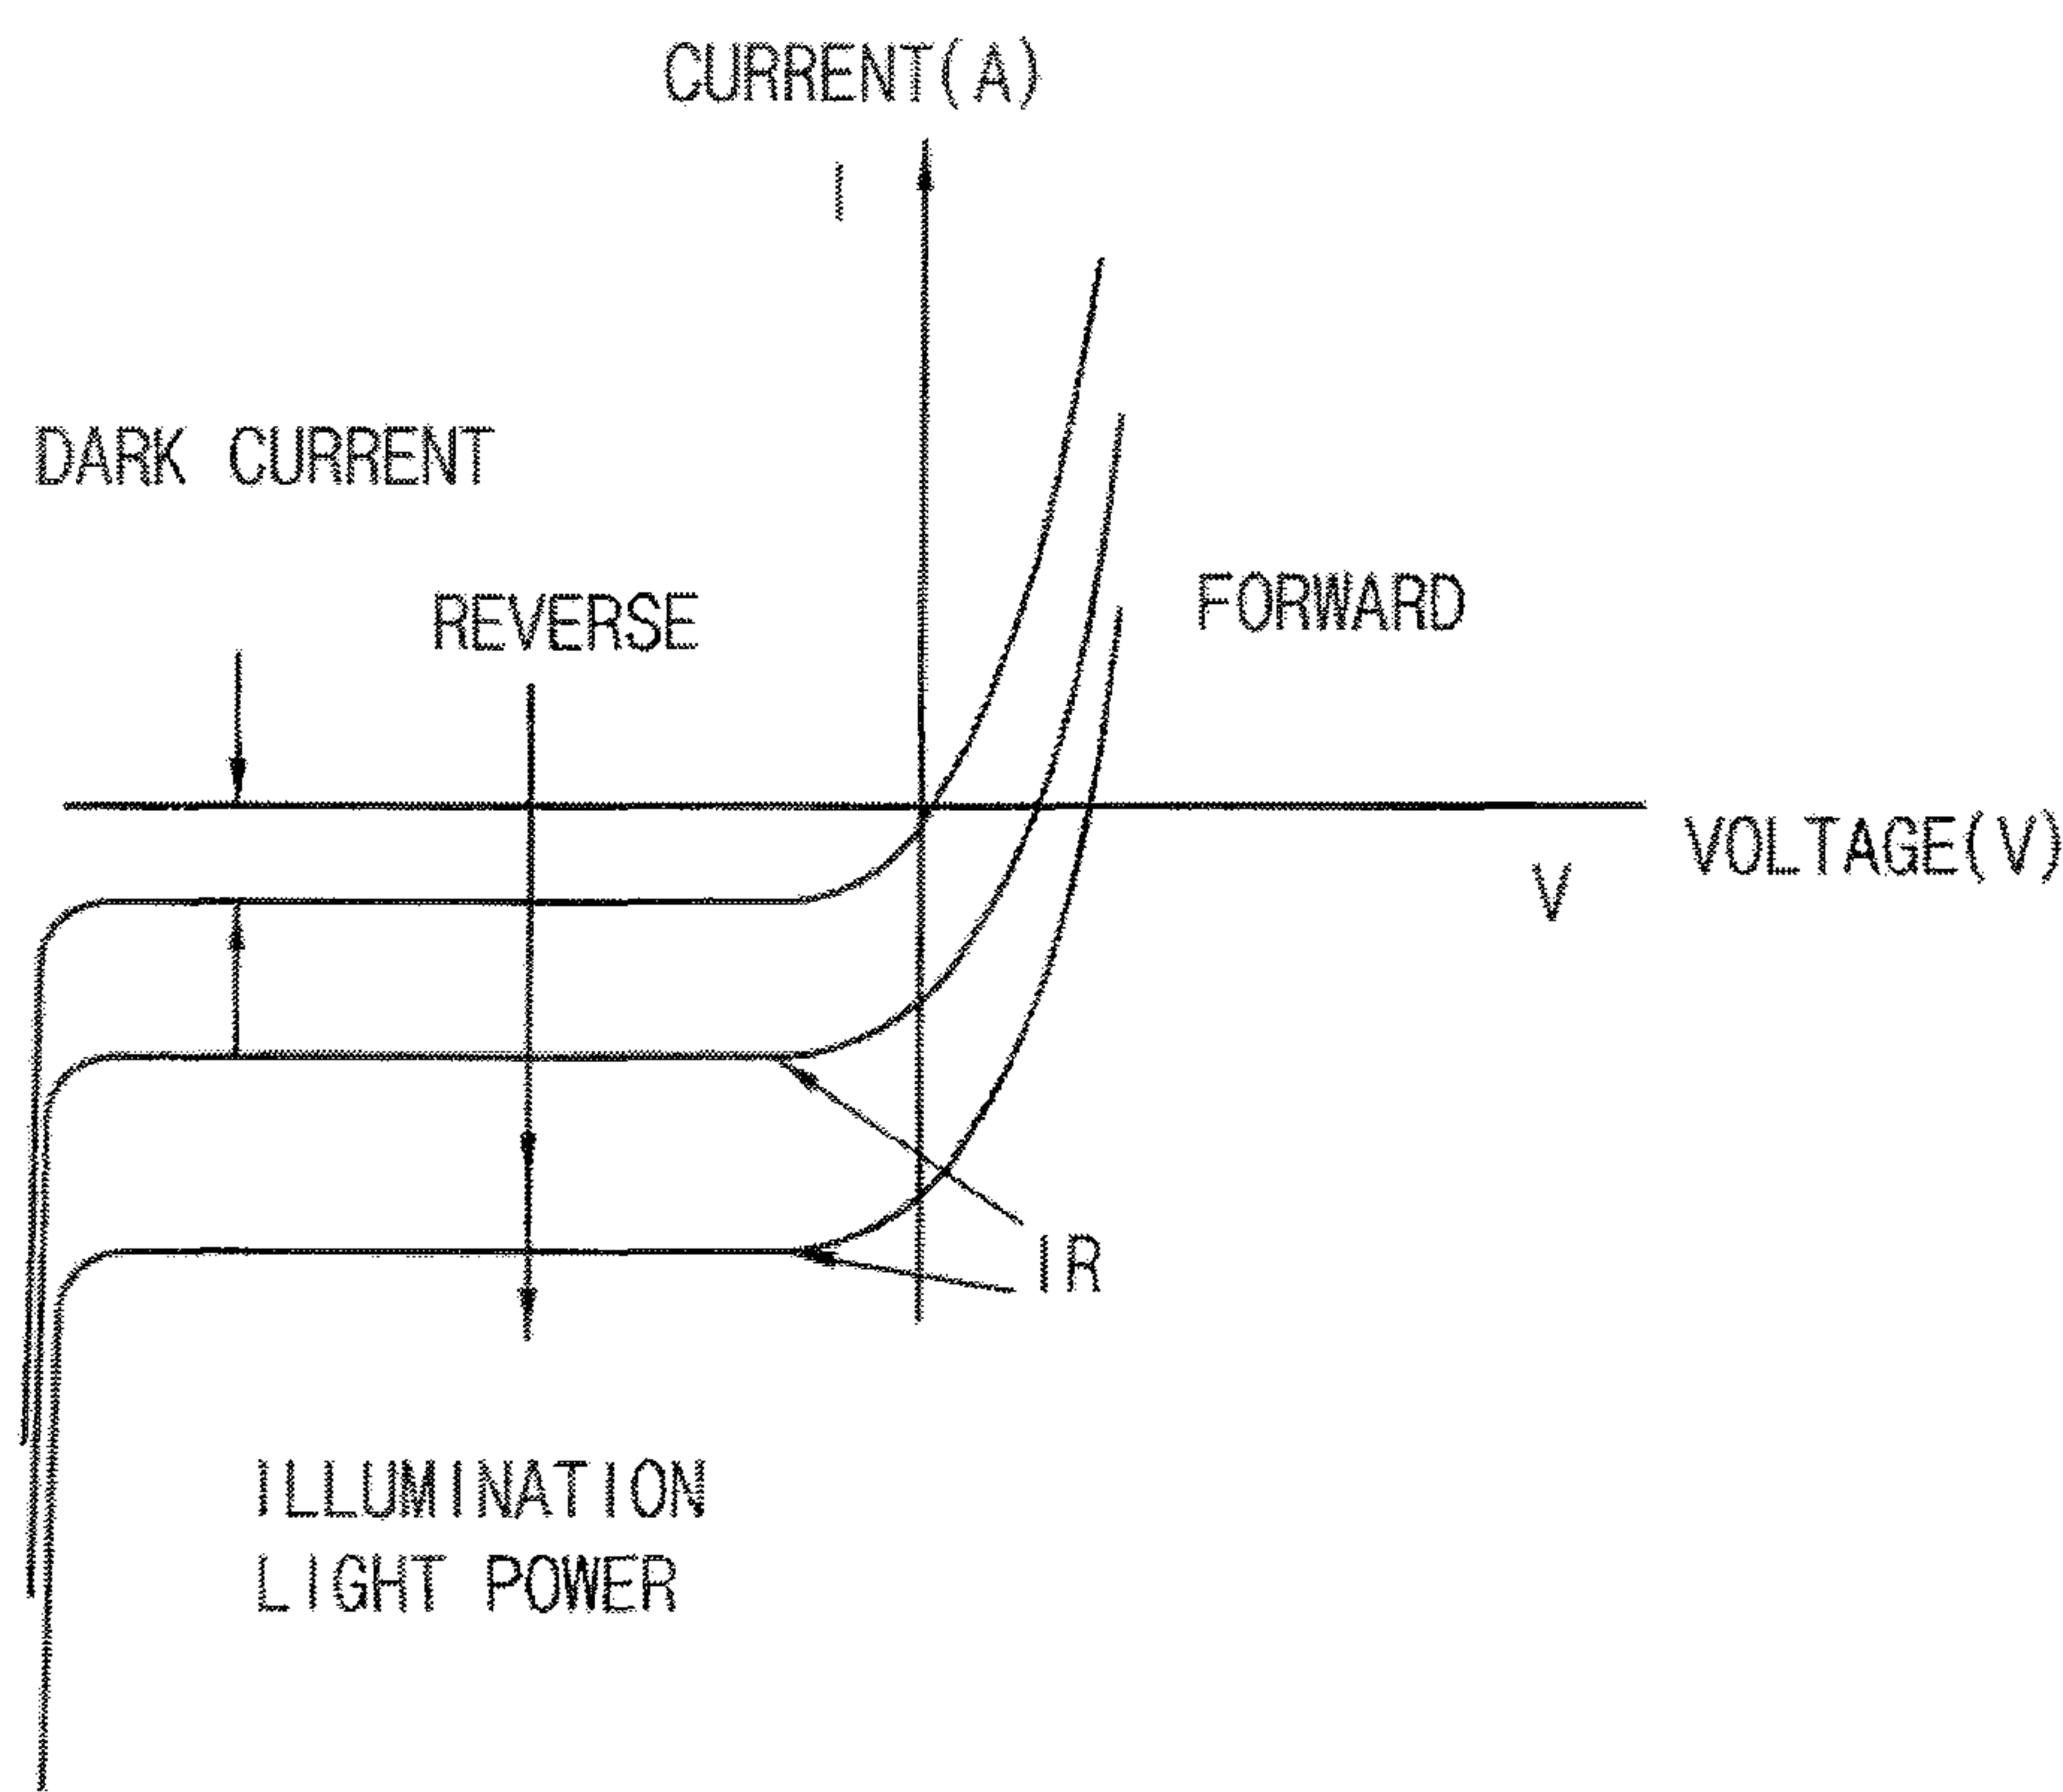 CURRENT(A)
I
DARK CURRENT
REVERSE
FORWARD
VOLTAGE(V)
V
IR
ILLUMINATION
LIGHT POWER